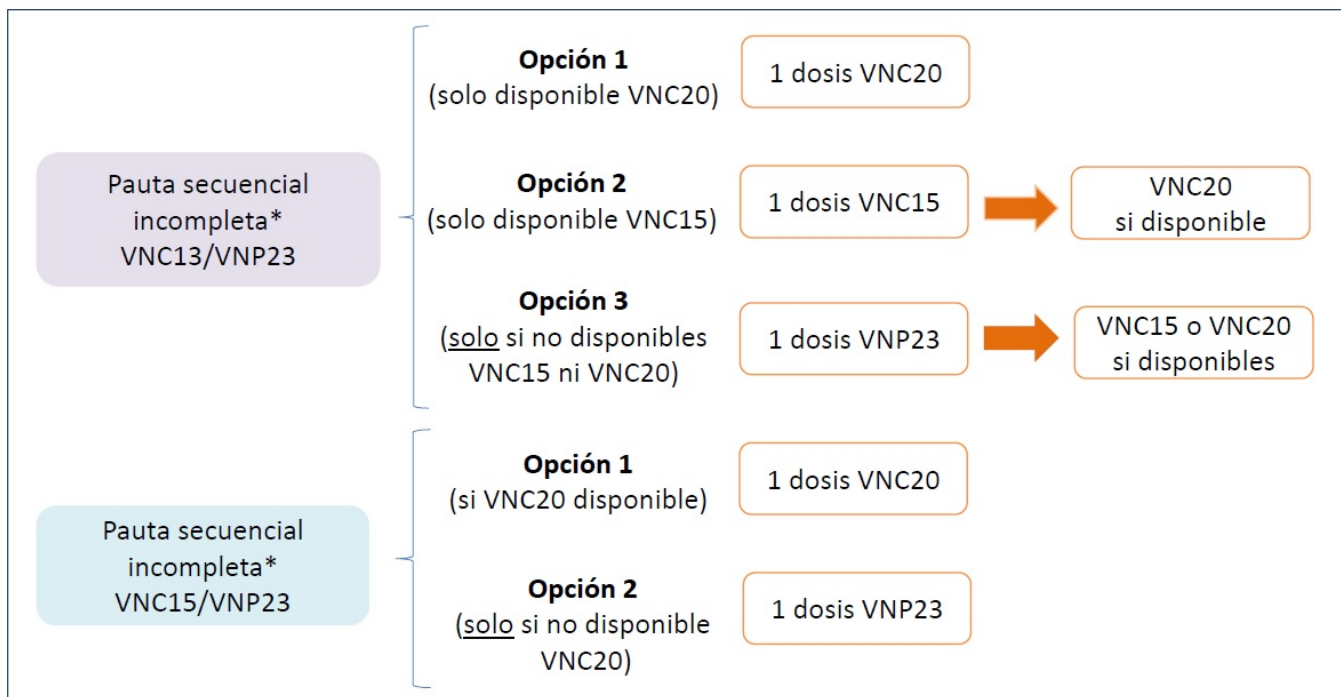 Pauta secuencial
incompleta*
VNC13/VNP23
Opción 1
(solo disponible VNC20)
1 dosis VNC20
Opción 2
(solo disponible VNC15)
1 dosis VNC15
VNC20
si disponible
Opción 3
(solo si no disponibles
VNC15 ni VNC20)
1 dosis VNP23
VNC15 o VNC20
si disponibles
Pauta secuencial
incompleta*
VNC15/VNP23
Opción 1
(si VNC20 disponible)
1 dosis VNC20
Opción 2
(solo si no disponible
VNC20)
1 dosis VNP23